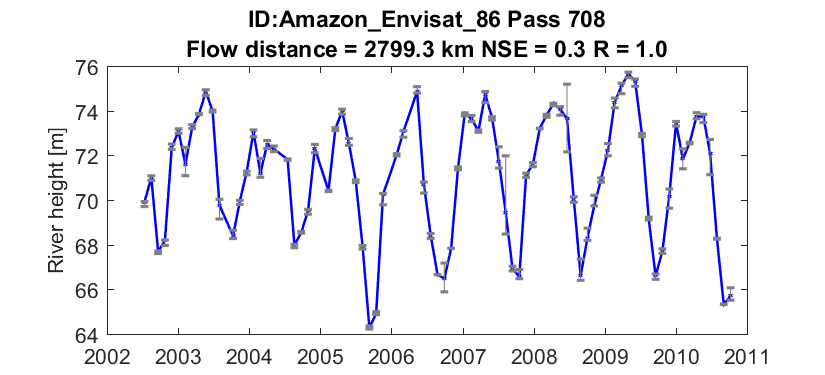 ID:Amazon_Envisat_86 Pass 708
Flow distance = 2799.3 km NSE = 0.3 R = 1.0
River height [m]
76
74
72
70
68
66
64
2002 2003 2004 2005 2006 2007 2008 2009 2010 2011